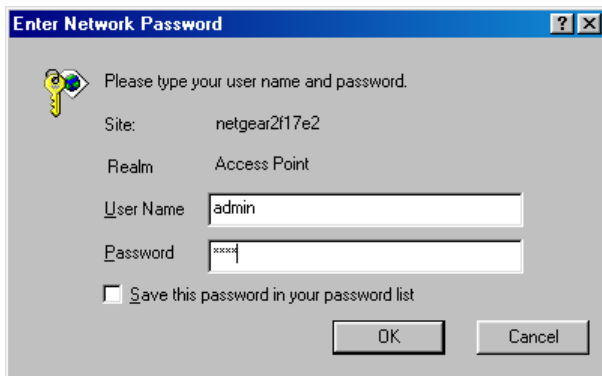 Enter Network Password
Please type your user name and password.
Site: netgear2f17e2
Realm Access Point
User Name admin
Password ****
Save this password in your password list
OK Cancel